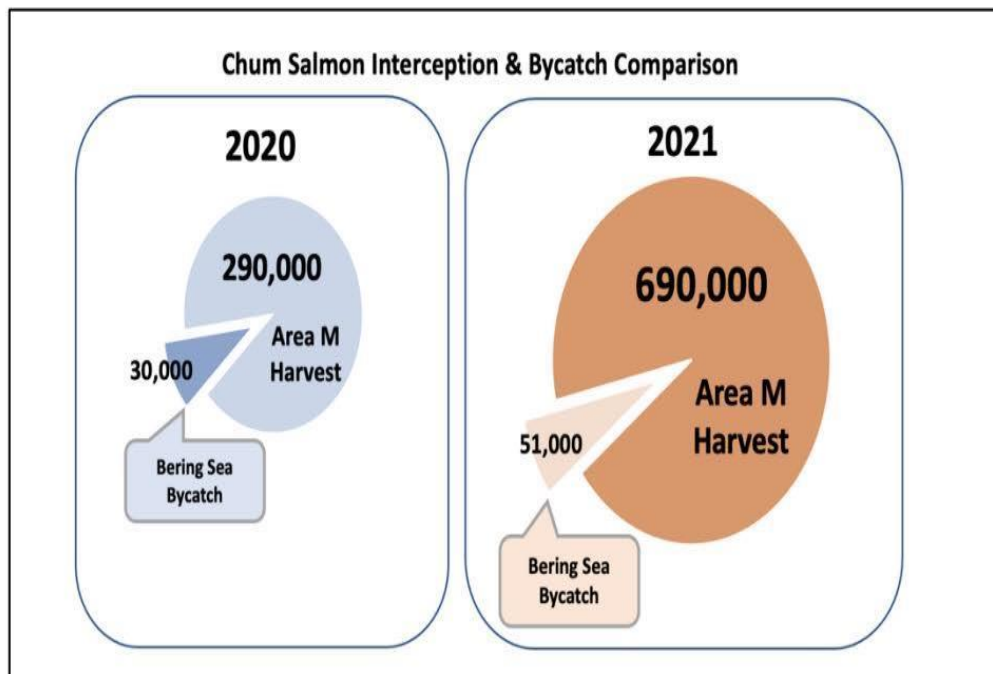 Chum Salmon Interception & Bycatch Comparison
2020
290,000
Area M
Harvest
30,000
Bering Sea
Bycatch
2021
690,000
Area M
Harvest
51,000
Bering Sea
Bycatch